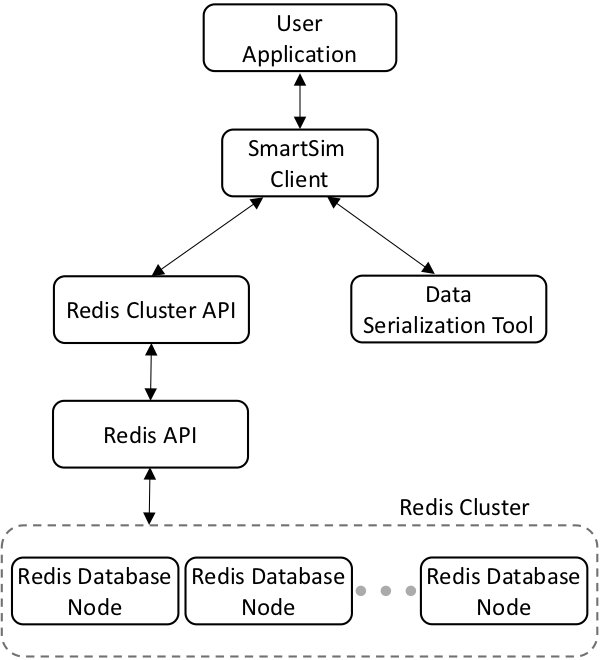 User
Application
SmartSim
Client
Redis Cluster API
Data
Serialization Tool
Redis API
Redis Cluster
Redis Database
Node
Redis Database
Node
Redis Database
Node